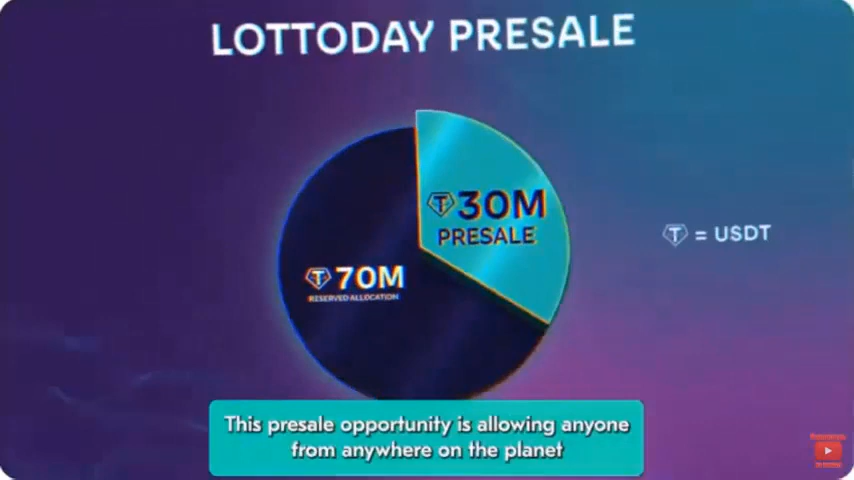 LOTTODAY PRESALE
30M
PRESALE
= USDT
70M
RESERVED ALLOCATION
This presale opportunity is allowing anyone
from anywhere on the planet